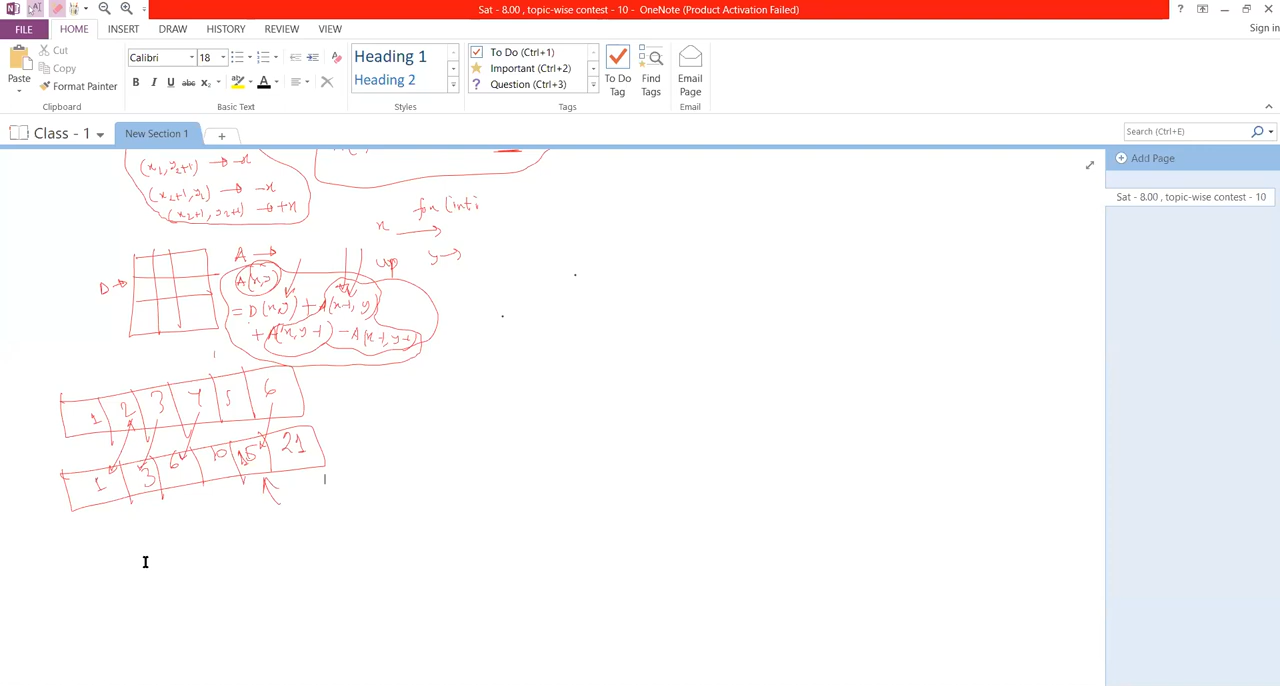 Sat - 8.00 , topic-wise contest - 10 - OneNote (Product Activation Failed)
FILE HOME INSERT DRAW HISTORY REVIEW VIEW Sign in
Cut
Copy
Format Painter
Paste
Clipboard
Calibri 18
B I U abc X₂ A
Basic Text
Heading 1
Heading 2
Styles
To Do (Ctrl+1)
Important (Ctrl+2)
Question (Ctrl+3)
Tags
To Do Tag
Find Tags
Email Page
Email
Class - 1 New Section 1
Search (Ctrl+E)
Add Page
Sat - 8.00 , topic-wise contest - 10
(x1, y2+1) → -x
(x2+1, y1) → -x
(x2+1, y2+1) → +x
for (int i
x →
up y →
D →
A →
A(x,y)
= D(x,y) + A(x-1, y)
+ A(x, y-1) - A(x-1, y-1)
1 2 3 4 5 6
1 3 6 10 15 21